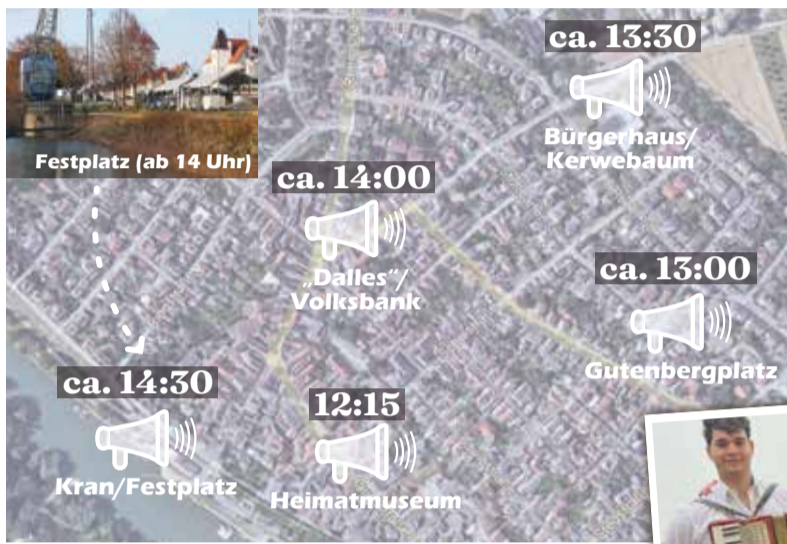 Festplatz (ab 14 Uhr)
ca. 13:30
Bürgerhaus/
Kerwebaum
ca. 14:00
„Dalles“/
Volksbank
ca. 13:00
Gutenbergplatz
ca. 14:30
Kran/Festplatz
12:15
Heimatmuseum